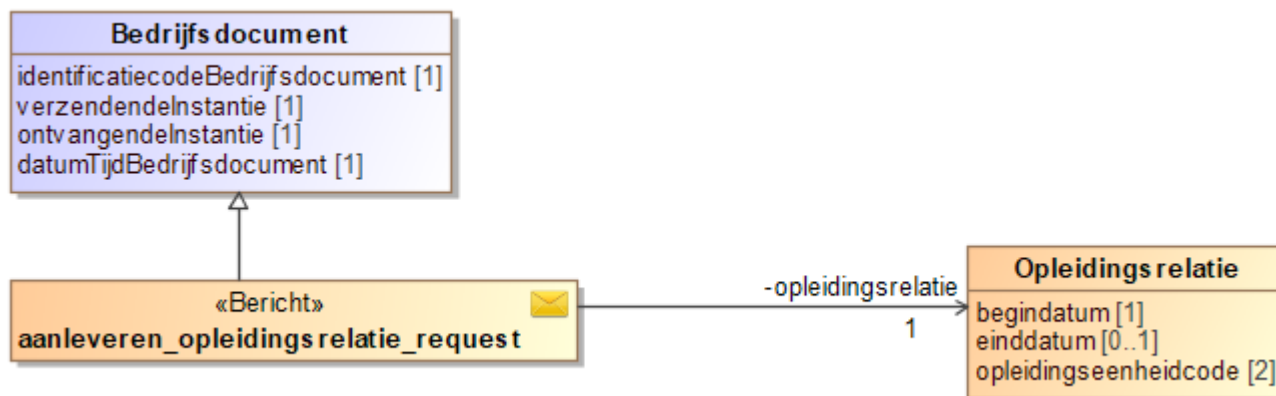 Bedrijfsdocument
identificatiecodeBedrijfsdocument [1]
verzendendeInstantie [1]
ontvangendeInstantie [1]
datumTijdBedrijfsdocument [1]
«Bericht»
aanleveren_opleidingsrelatie_request
-opleidingsrelatie
1
Opleidingsrelatie
begindatum [1]
einddatum [0..1]
opleidingseenheidcode [2]